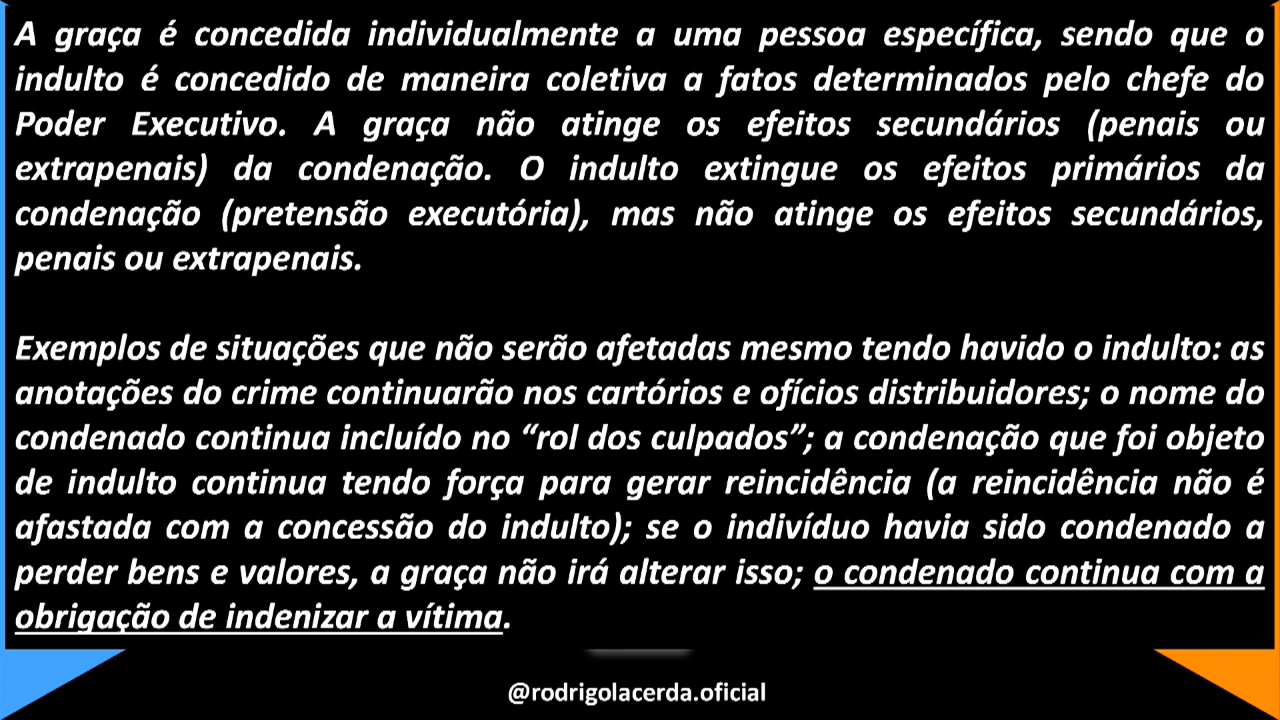 A graça é concedida individualmente a uma pessoa específica, sendo que o
indulto é concedido de maneira coletiva a fatos determinados pelo chefe do
Poder Executivo. A graça não atinge os efeitos secundários (penais ou
extrapenais) da condenação. O indulto extingue os efeitos primários da
condenação (pretensão executória), mas não atinge os efeitos secundários,
penais ou extrapenais.
Exemplos de situações que não serão afetadas mesmo tendo havido o indulto: as
anotações do crime continuarão nos cartórios e ofícios distribuidores; o nome do
condenado continua incluído no “rol dos culpados”; a condenação que foi objeto
de indulto continua tendo força para gerar reincidência (a reincidência não é
afastada com a concessão do indulto); se o indivíduo havia sido condenado a
perder bens e valores, a graça não irá alterar isso; o condenado continua com a
obrigação de indenizar a vítima.
@rodrigolacerda.oficial